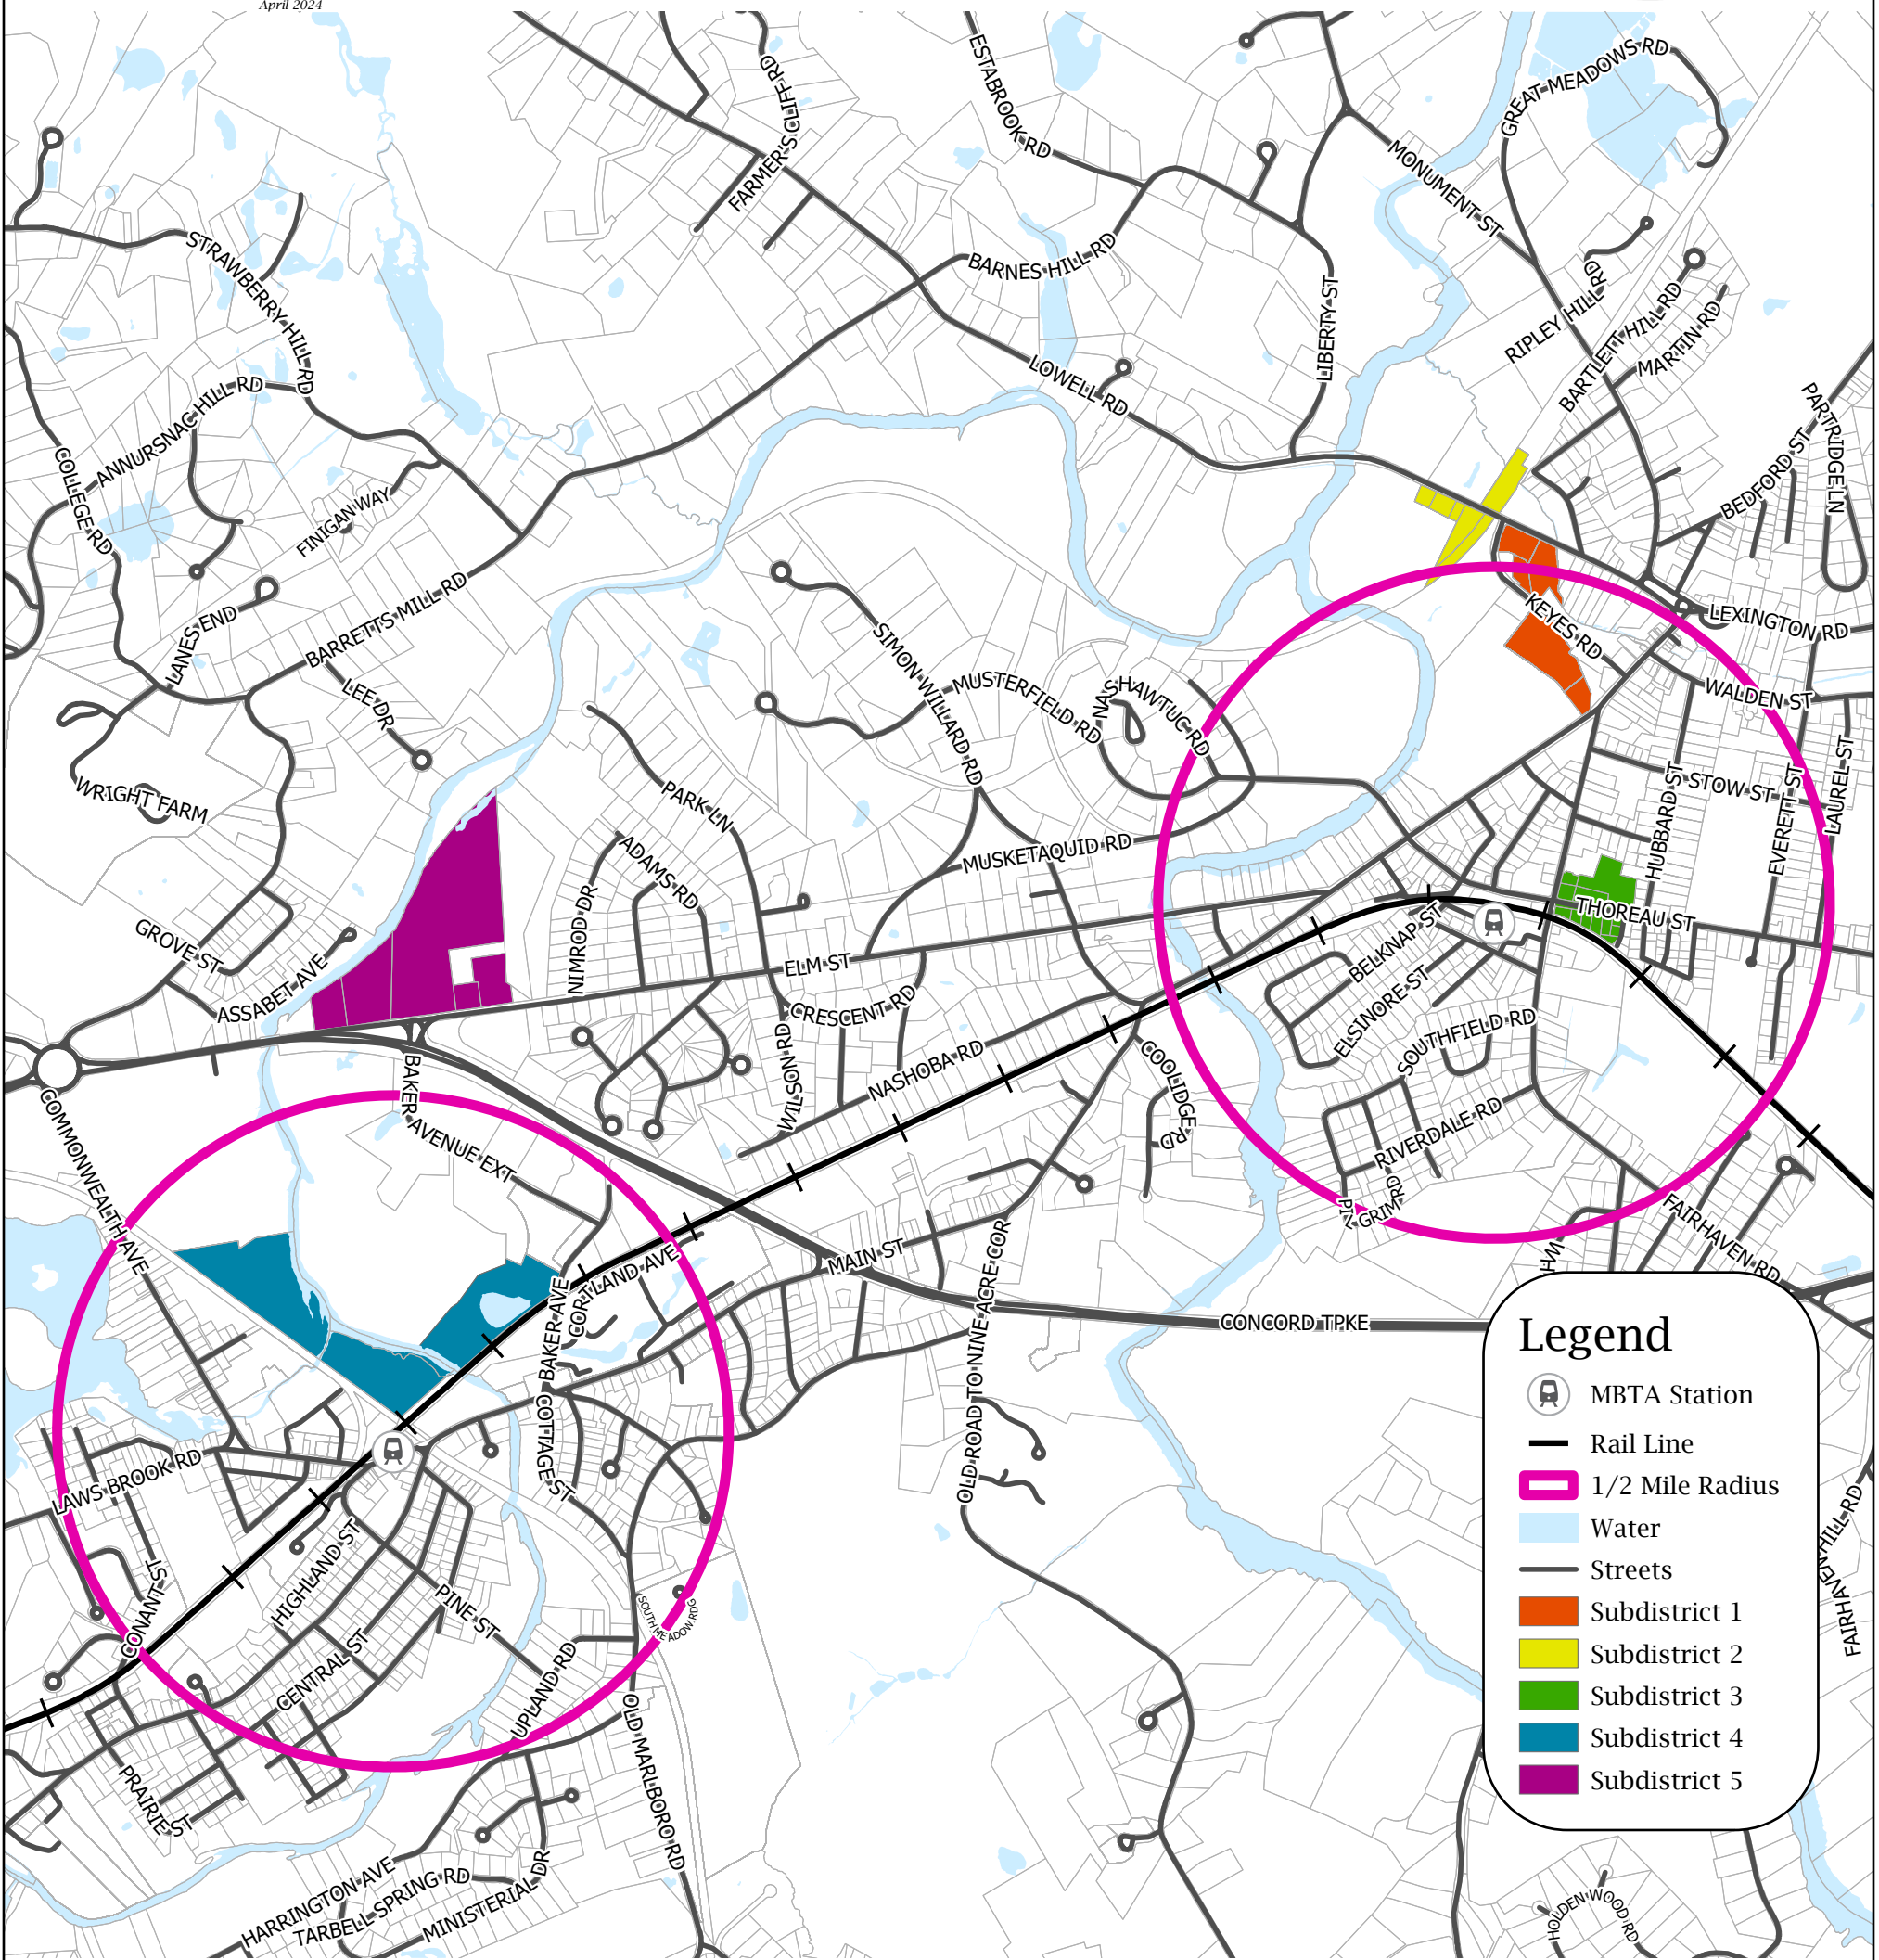 April 2024
FARMER'S CLIFF RD
ESTABROOK RD
GREAT MEADOWS RD
MONUMENT ST
STRAWBERRY HILL RD
BARNES HILL RD
LIBERTY ST
RIPLEY HILL RD
BARTLETT HILL RD
MARTIN RD
LOWELL RD
ANNURSNAC HILL RD
COLLEGE RD
FINIGAN WAY
PARTRIDGE LN
BEDFORD ST
LANES END
BARRETTS MILL RD
LEE DR
SIMON WILLARD RD
MUSTERFIELD RD
NASHAWTUC RD
KEYES RD
LEXINGTON RD
WALDEN ST
WRIGHT FARM
PARK LN
ADAMS RD
NIMROD DR
MUSKETAQUID RD
STOW ST
HUBBARD ST
EVERETT ST
LAUREL ST
GROVE ST
ASSABET AVE
ELM ST
CRESCENT RD
THOREAU ST
BELKNAP ST
ELSINORE ST
SOUTHFIELD RD
BAKER AVENUE EXT
WILSON RD
NASHOBA RD
COOLIDGE RD
RIVERDALE RD
PILGRIM RD
COMMONWEALTH AVE
FAIRHAVEN RD
MAIN ST
CORTLAND AVE
BAKER AVE
OLD ROAD TO NINE ACRE COR
CONCORD TPKE
COTTAGE ST
LAWS BROOK RD
CONANT ST
HIGHLAND ST
PINE ST
CENTRAL ST
SOUTH MEADOW RDG
UPLAND RD
OLD MARLBORO RD
PRAIRIE ST
HARRINGTON AVE
TARBELL SPRING RD
MINISTERIAL DR
FAIRHAVEN HILL RD
HOLDEN WOOD RD
Legend
MBTA Station
Rail Line
1/2 Mile Radius
Water
Streets
Subdistrict 1
Subdistrict 2
Subdistrict 3
Subdistrict 4
Subdistrict 5